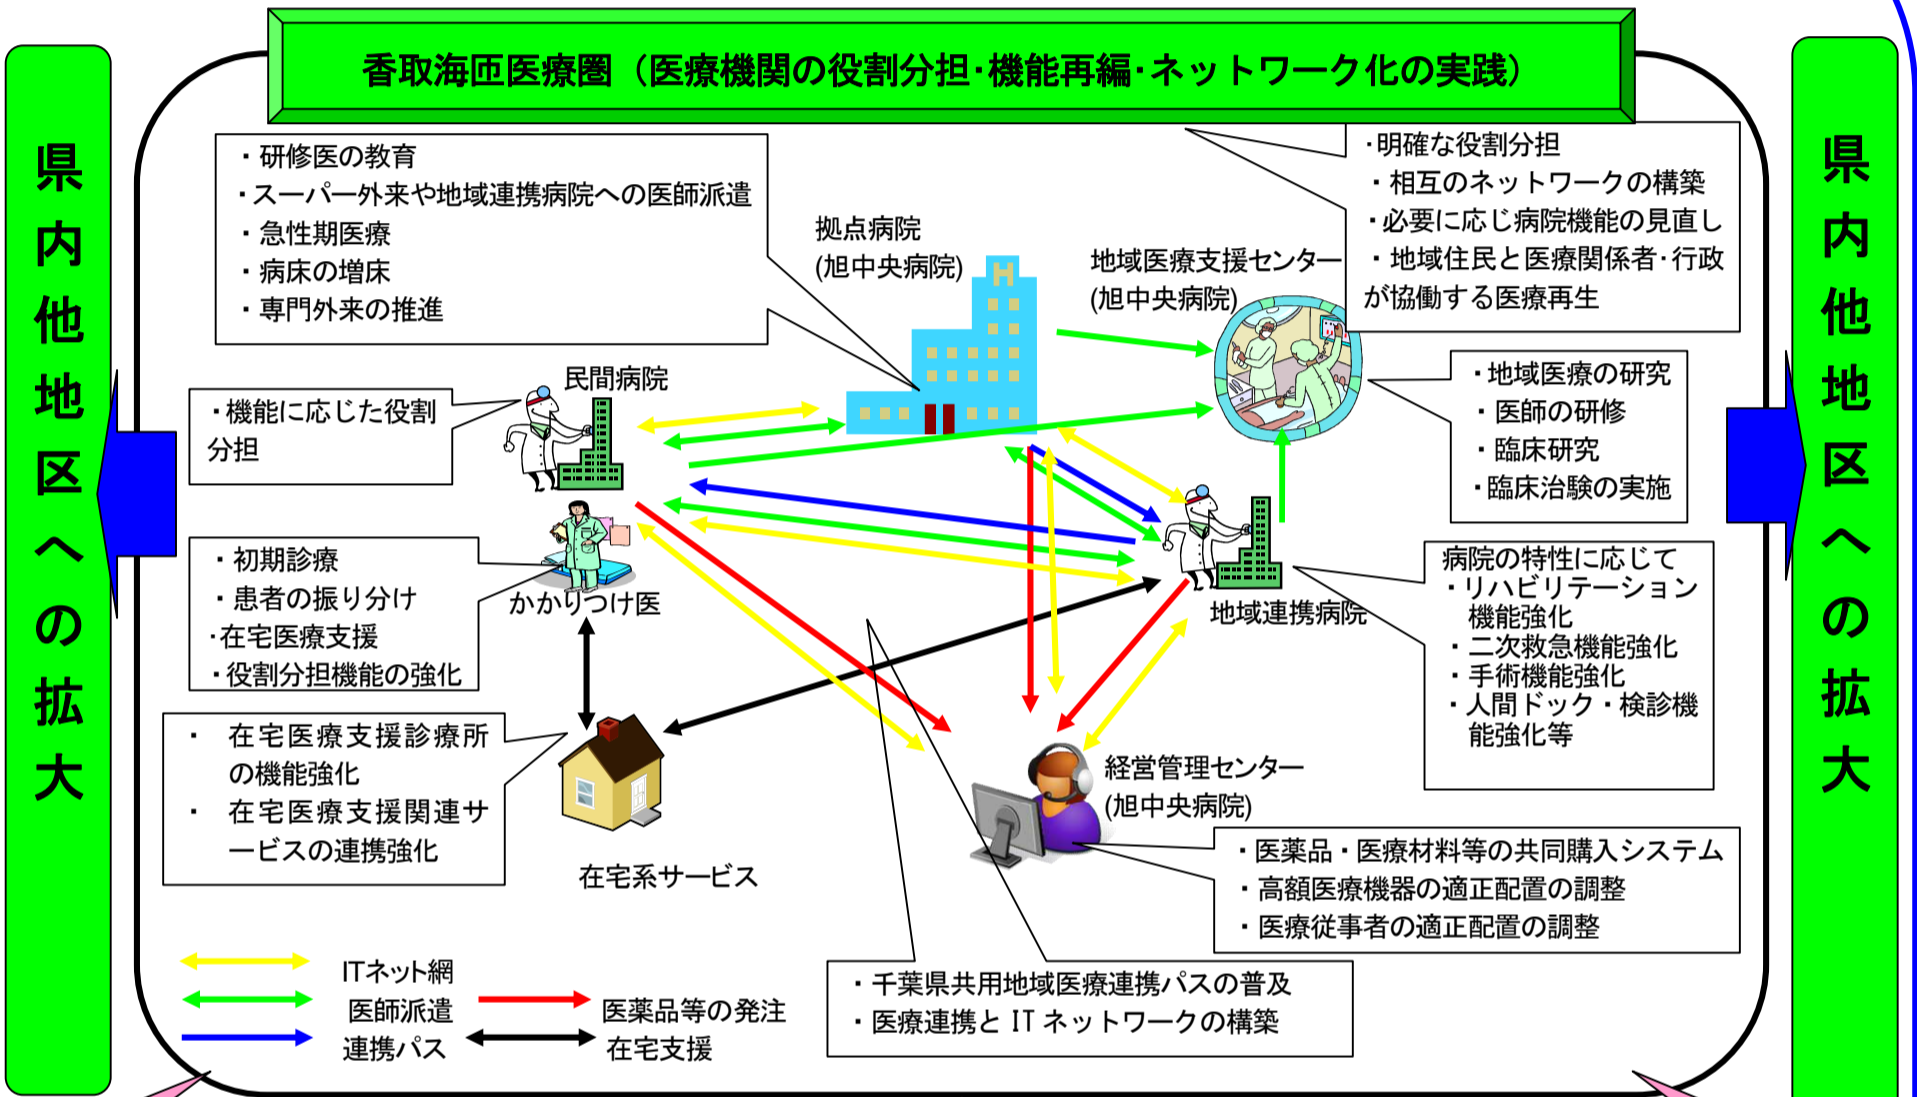 香取海匝医療圏（医療機関の役割分担･機能再編･ネットワーク化の実践）
県内他地区への拡大
・研修医の教育
・スーパー外来や地域連携病院への医師派遣
・急性期医療
・病床の増床
・専門外来の推進
･明確な役割分担
・相互のネットワークの構築
・必要に応じ病院機能の見直し
・地域住民と医療関係者･行政
が協働する医療再生
拠点病院
(旭中央病院)
地域医療支援センター
(旭中央病院)
H
民間病院
・機能に応じた役割
分担
・地域医療の研究
・医師の研修
・臨床研究
・臨床治験の実施
・初期診療
・患者の振り分け
･在宅医療支援
・役割分担機能の強化
かかりつけ医
地域連携病院
病院の特性に応じて
・リハビリテーション
機能強化
・二次救急機能強化
・手術機能強化
・人間ドック・検診機
能強化等
・ 在宅医療支援診療所
の機能強化
・ 在宅医療支援関連サ
ービスの連携強化
在宅系サービス
経営管理センター
(旭中央病院)
・医薬品・医療材料等の共同購入システム
・高額医療機器の適正配置の調整
・医療従事者の適正配置の調整
・千葉県共用地域医療連携パスの普及
・医療連携と IT ネットワークの構築
ITネット網
医師派遣
連携パス
医薬品等の発注
在宅支援
県内他地区への拡大